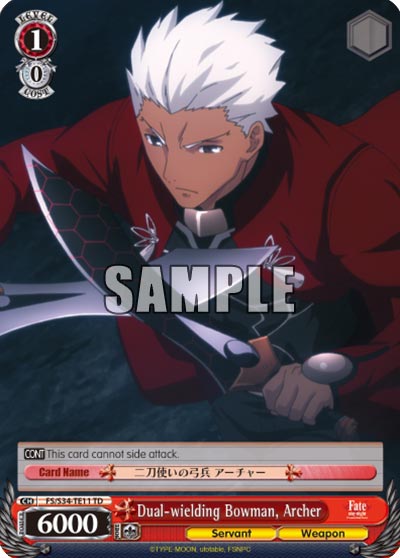 LEVEL
1
0
COST
SAMPLE
CONT This card cannot side attack.
Card Name 二刀使いの弓兵 アーチャー
FS/S34-TE11 TD
Dual-wielding Bowman, Archer
Fate
POWER 6000
Servant Weapon
©TYPE-MOON, ufotable, FSNPC